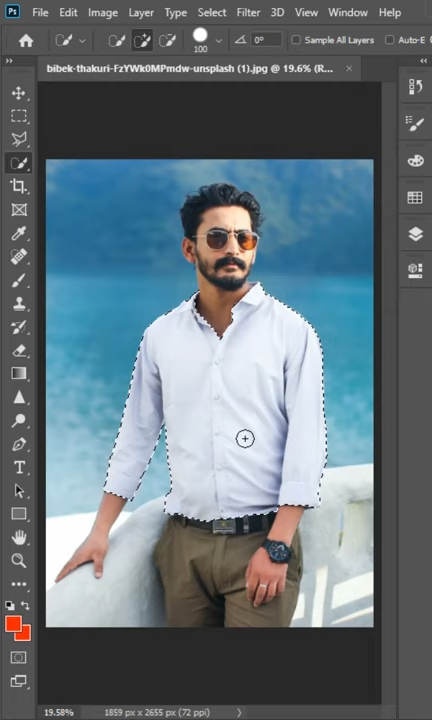 Ps File Edit Image Layer Type Select Filter 3D View Window Help
100 0° Sample All Layers Auto-E
bibek-thakuri-FzYWk0MPmdw-unsplash (1).jpg @ 19.6% (R... ×
19.58% 1859 px x 2655 px (72 ppi)